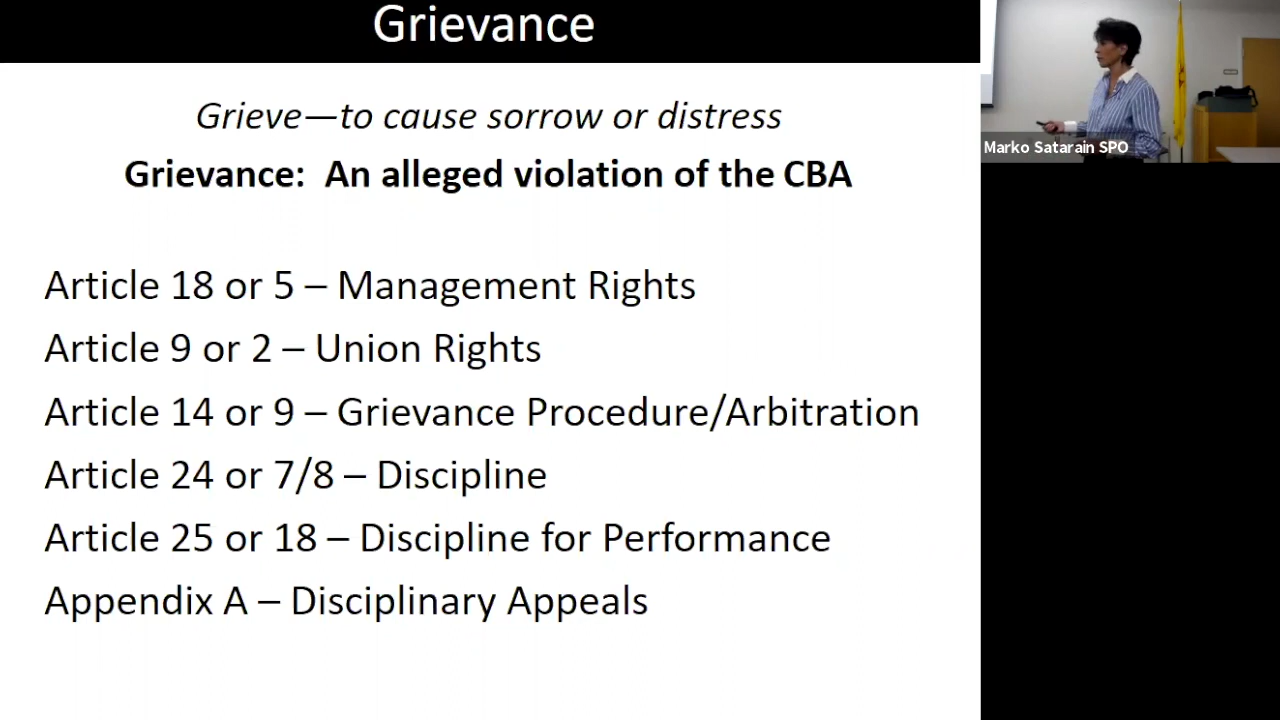 Grievance
Grieve—to cause sorrow or distress
Grievance:  An alleged violation of the CBA
Article 18 or 5 – Management Rights
Article 9 or 2 – Union Rights
Article 14 or 9 – Grievance Procedure/Arbitration
Article 24 or 7/8 – Discipline
Article 25 or 18 – Discipline for Performance
Appendix A – Disciplinary Appeals
Marko Satarain SPO